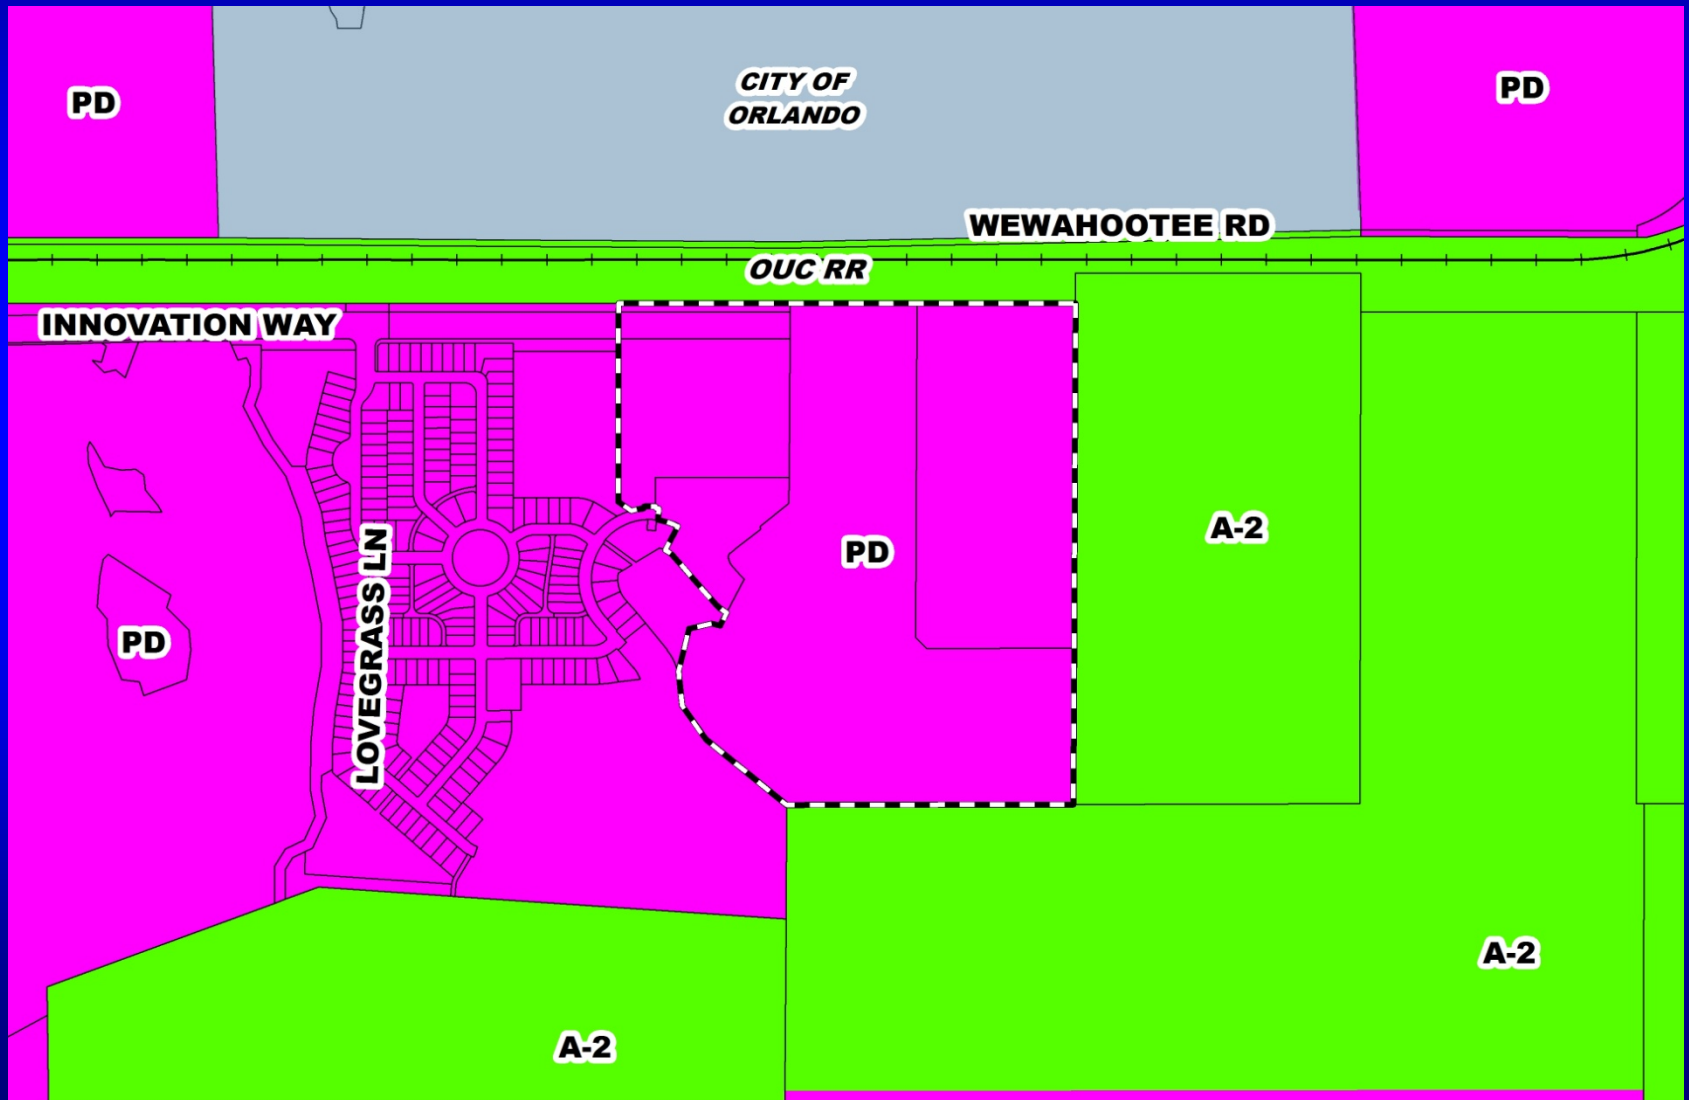 CITY OF
ORLANDO
PD
PD
WEWAHOOTEE RD
OUC RR
INNOVATION WAY
A-2
PD
LOVEGRASS LN
PD
A-2
A-2